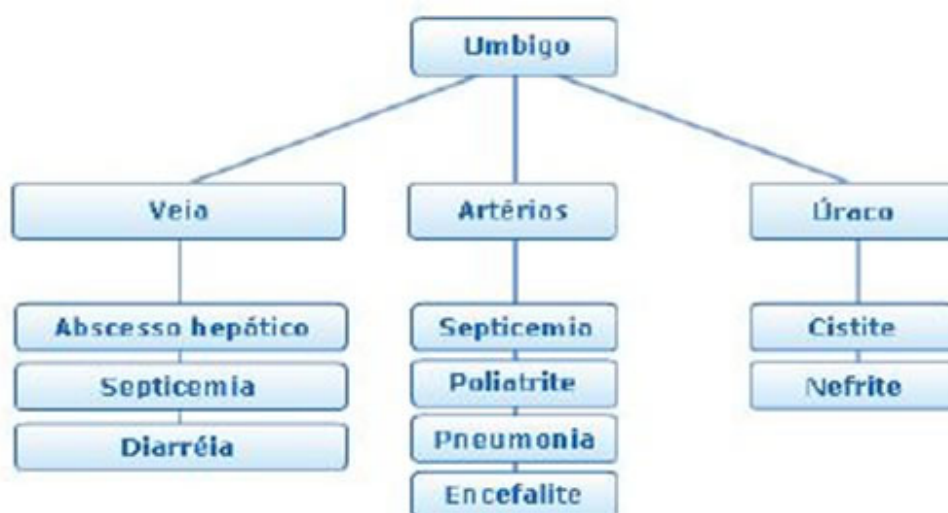 Umbigo
Veia
Artérias
Úraco
Abscesso hepático
Septicemia
Diarréia
Septicemia
Poliatrite
Pneumonia
Encefalite
Cistite
Nefrite